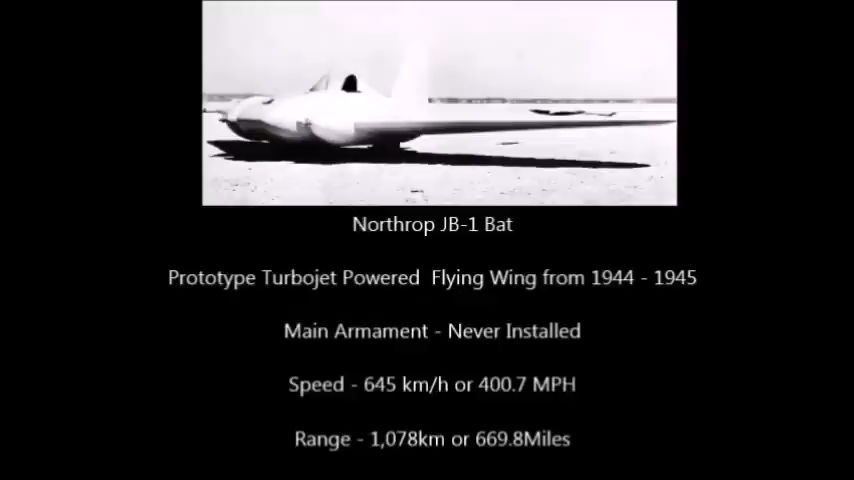 Northrop JB-1 Bat
Prototype Turbojet Powered  Flying Wing from 1944 - 1945
Main Armament - Never Installed
Speed - 645 km/h or 400.7 MPH
Range - 1,078km or 669.8Miles